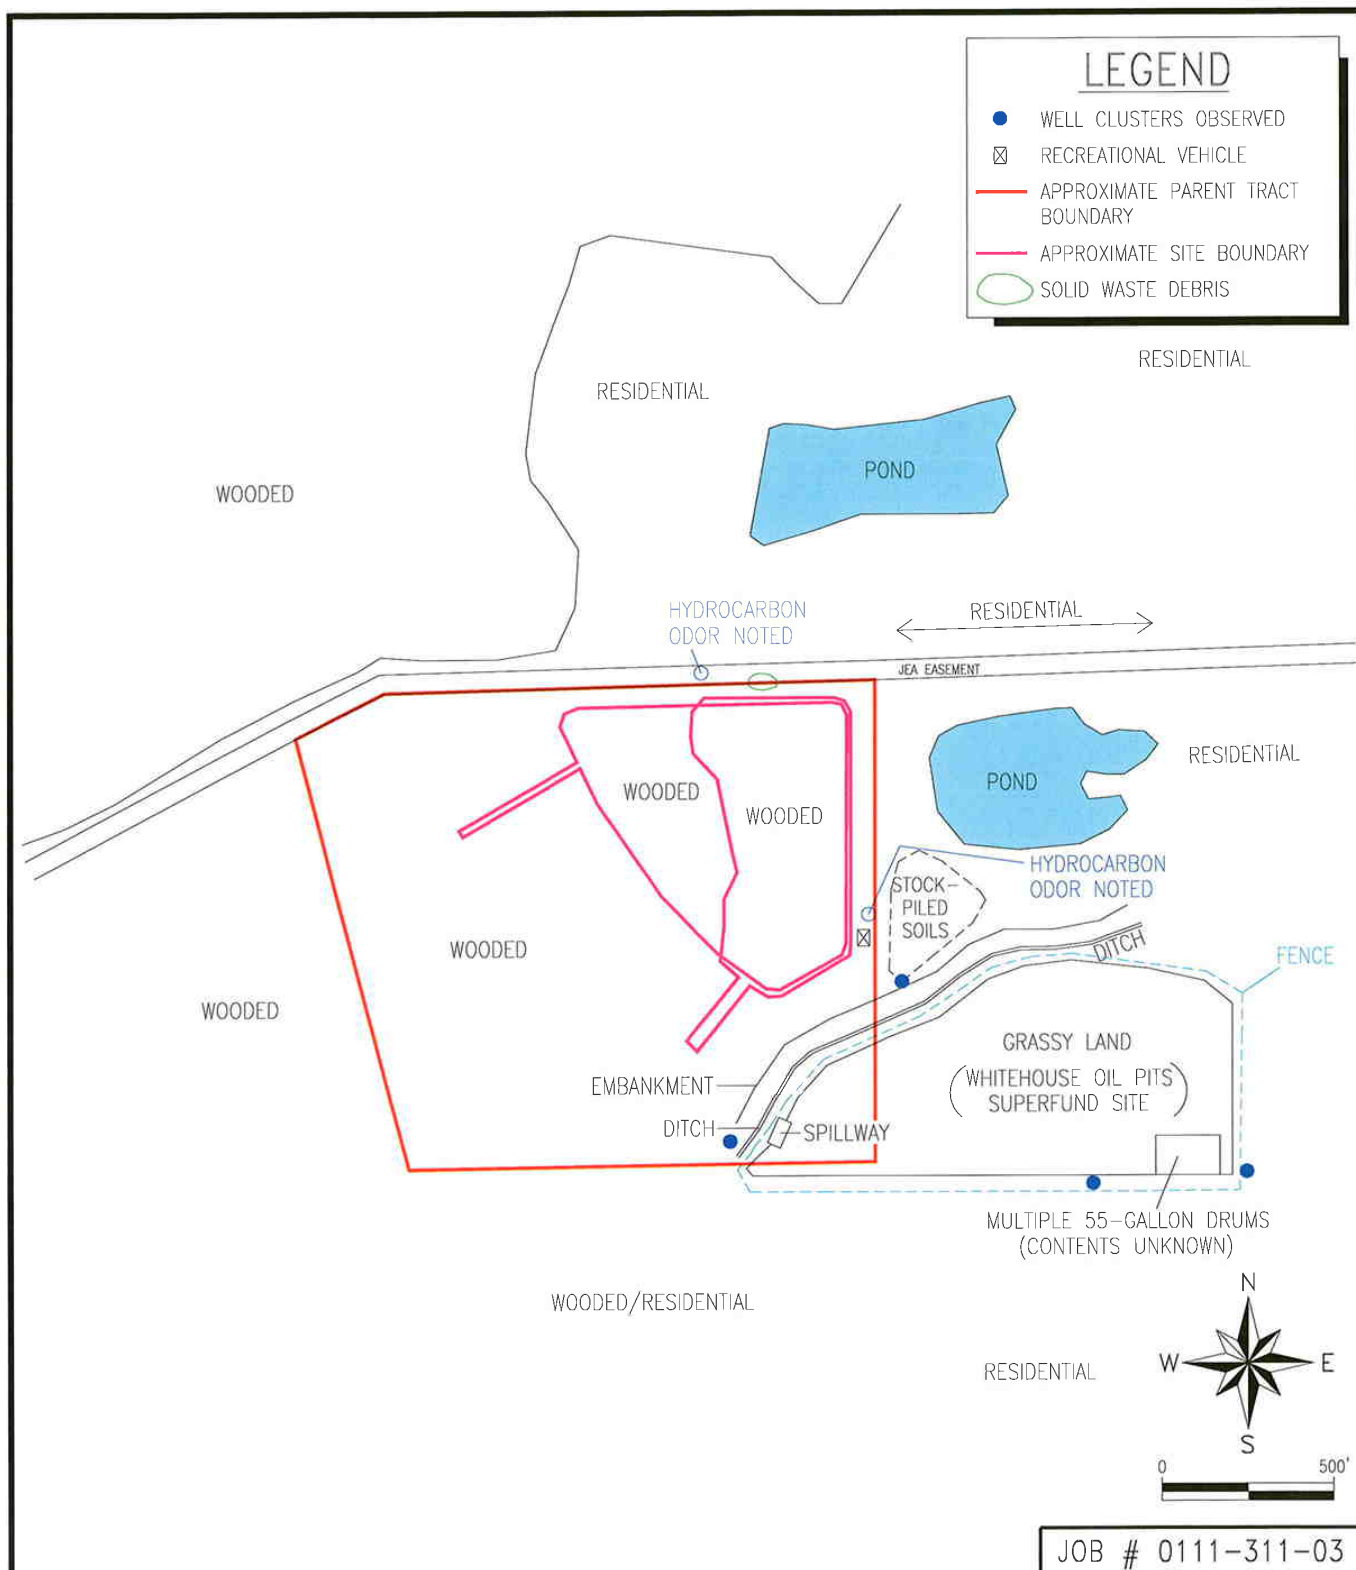 LEGEND
WELL CLUSTERS OBSERVED
RECREATIONAL VEHICLE
APPROXIMATE PARENT TRACT
BOUNDARY
APPROXIMATE SITE BOUNDARY
SOLID WASTE DEBRIS
RESIDENTIAL
RESIDENTIAL
POND
WOODED
HYDROCARBON
ODOR NOTED
RESIDENTIAL
JEA EASEMENT
RESIDENTIAL
POND
WOODED
WOODED
HYDROCARBON
ODOR NOTED
STOCK-
PILED
SOILS
WOODED
DITCH
FENCE
WOODED
GRASSY LAND
(WHITEHOUSE OIL PITS
SUPERFUND SITE)
EMBANKMENT
DITCH
SPILLWAY
MULTIPLE 55-GALLON DRUMS
(CONTENTS UNKNOWN)
WOODED/RESIDENTIAL
RESIDENTIAL
N
W E
S
0 500'
JOB # 0111-311-03